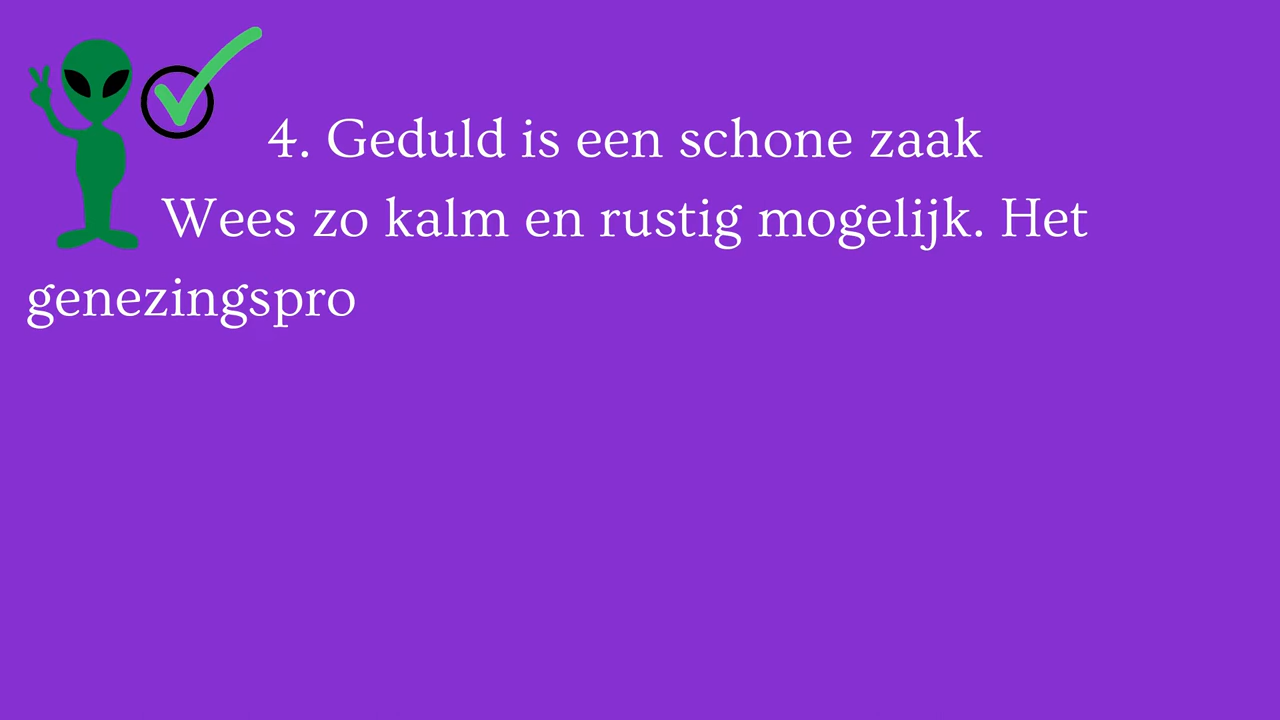 4. Geduld is een schone zaak
Wees zo kalm en rustig mogelijk. Het
genezingspro